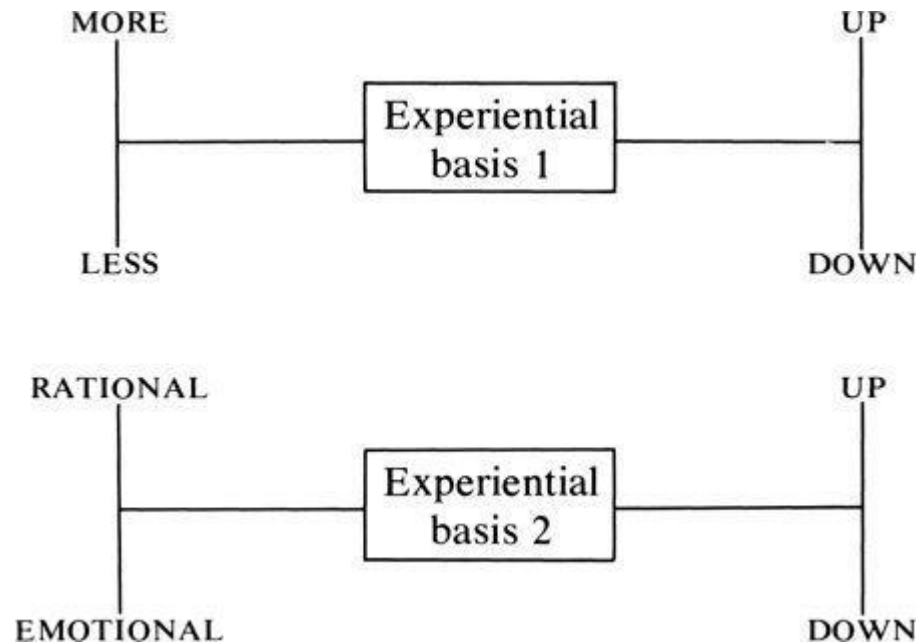 MORE UP
Experiential
basis 1
LESS DOWN
RATIONAL UP
Experiential
basis 2
EMOTIONAL DOWN